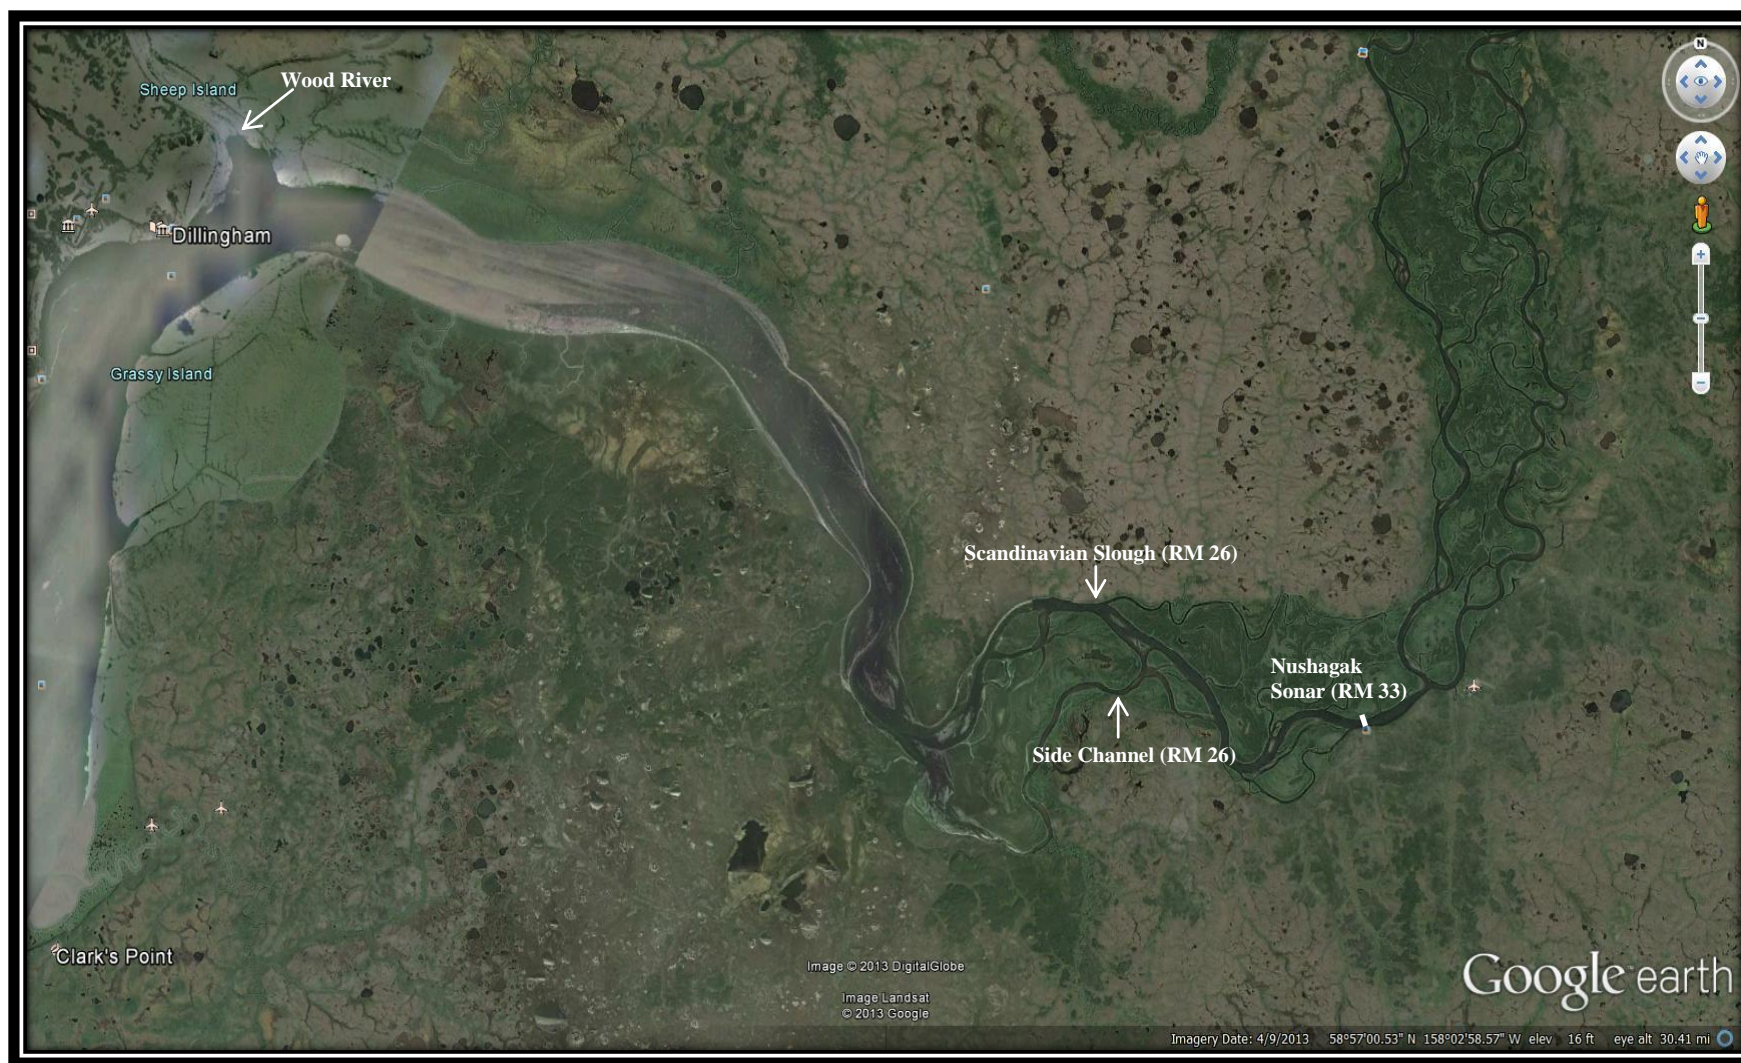 N
Wood River
Sheep Island
Dillingham
Grassy Island
Scandinavian Slough (RM 26)
Nushagak
Sonar (RM 33)
Side Channel (RM 26)
Clark's Point
Image © 2013 DigitalGlobe
Image Landsat
© 2013 Google
Google earth
Imagery Date: 4/9/2013 58°57'00.53" N 158°02'58.57" W elev 16 ft eye alt 30.41 mi